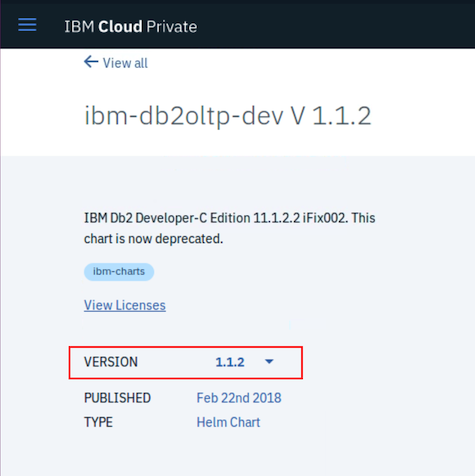 IBM Cloud Private
← View all
ibm-db2oltp-dev V 1.1.2
IBM Db2 Developer-C Edition 11.1.2.2 iFix002. This
chart is now deprecated.
ibm-charts
View Licenses
VERSION 1.1.2
PUBLISHED Feb 22nd 2018
TYPE Helm Chart